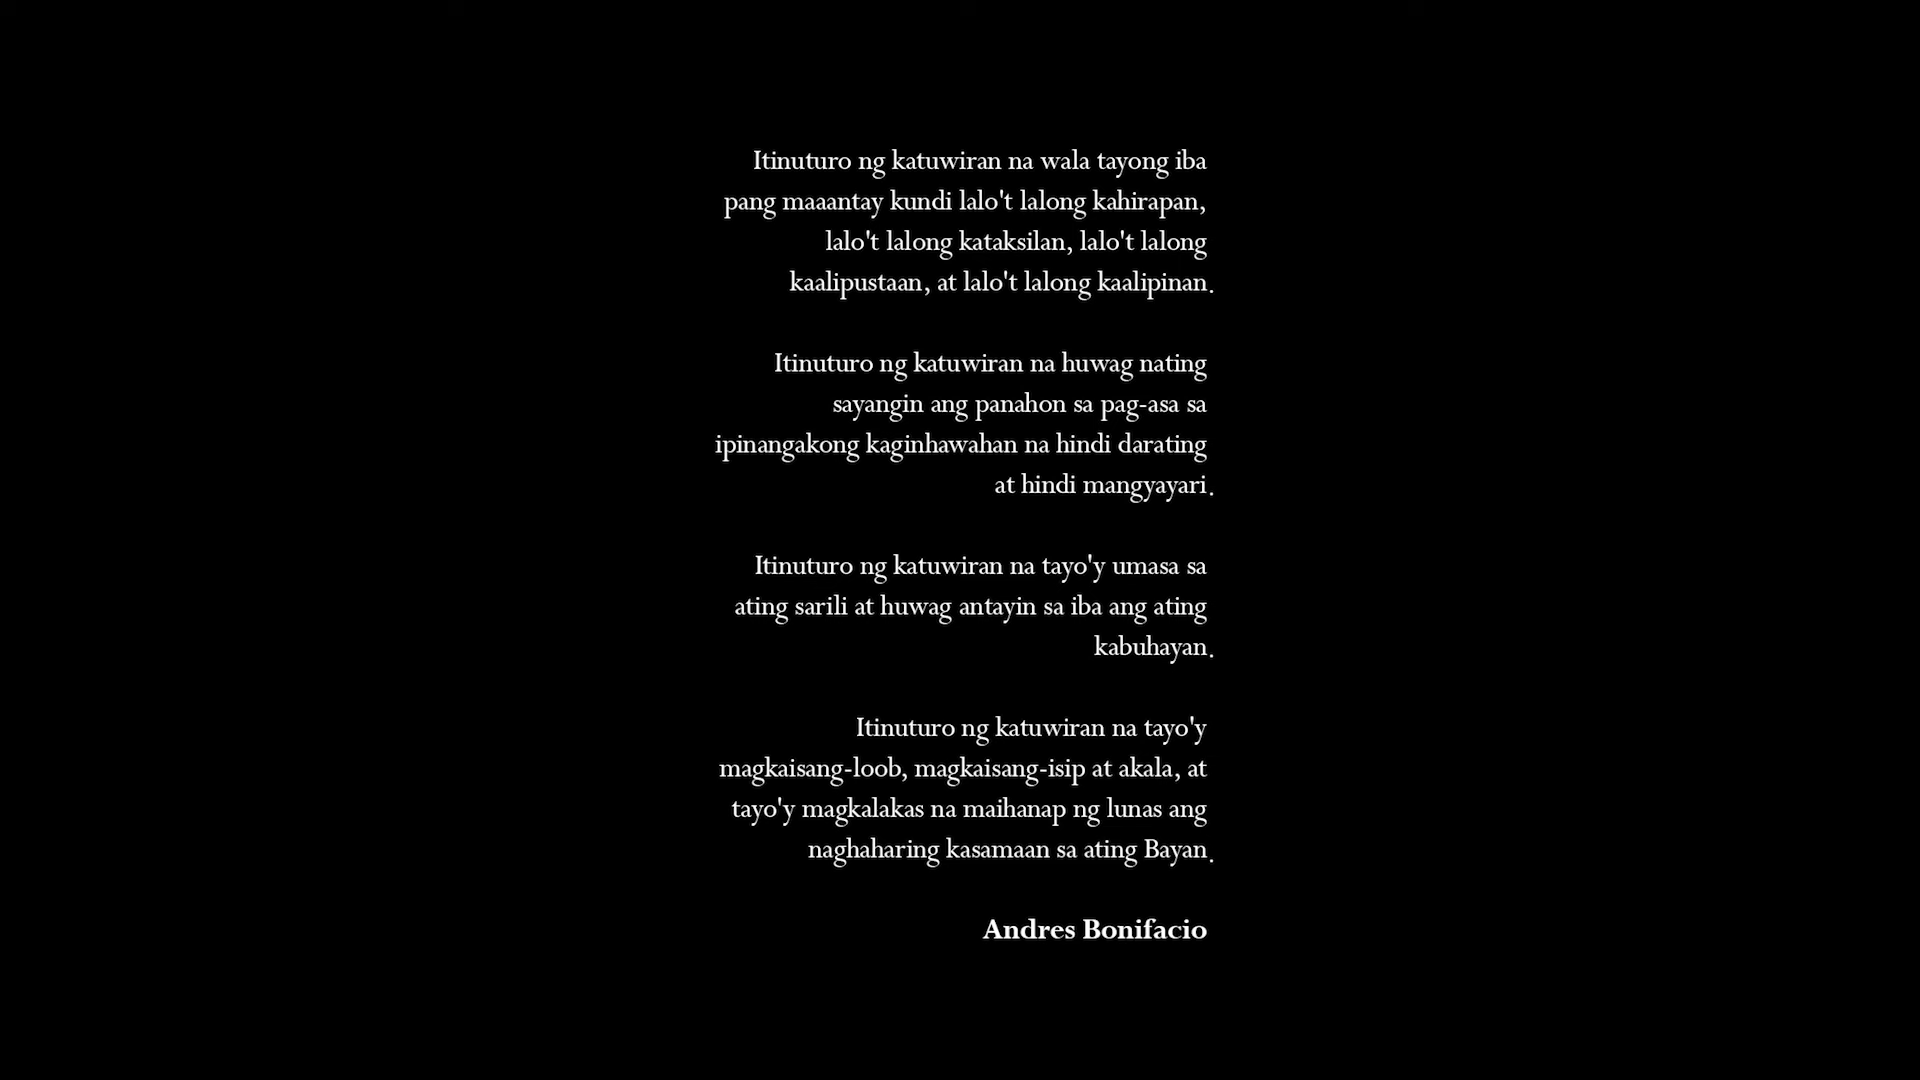 Itinuturo ng katuwiran na wala tayong iba
pang maaantay kundi lalo't lalong kahirapan,
lalo't lalong kataksilan, lalo't lalong
kaalipustaan, at lalo't lalong kaalipinan.
Itinuturo ng katuwiran na huwag nating
sayangin ang panahon sa pag-asa sa
ipinangakong kaginhawahan na hindi darating
at hindi mangyayari.
Itinuturo ng katuwiran na tayo'y umasa sa
ating sarili at huwag antayin sa iba ang ating
kabuhayan.
Itinuturo ng katuwiran na tayo'y
magkaisang-loob, magkaisang-isip at akala, at
tayo'y magkalakas na maihanap ng lunas ang
naghaharing kasamaan sa ating Bayan.
Andres Bonifacio